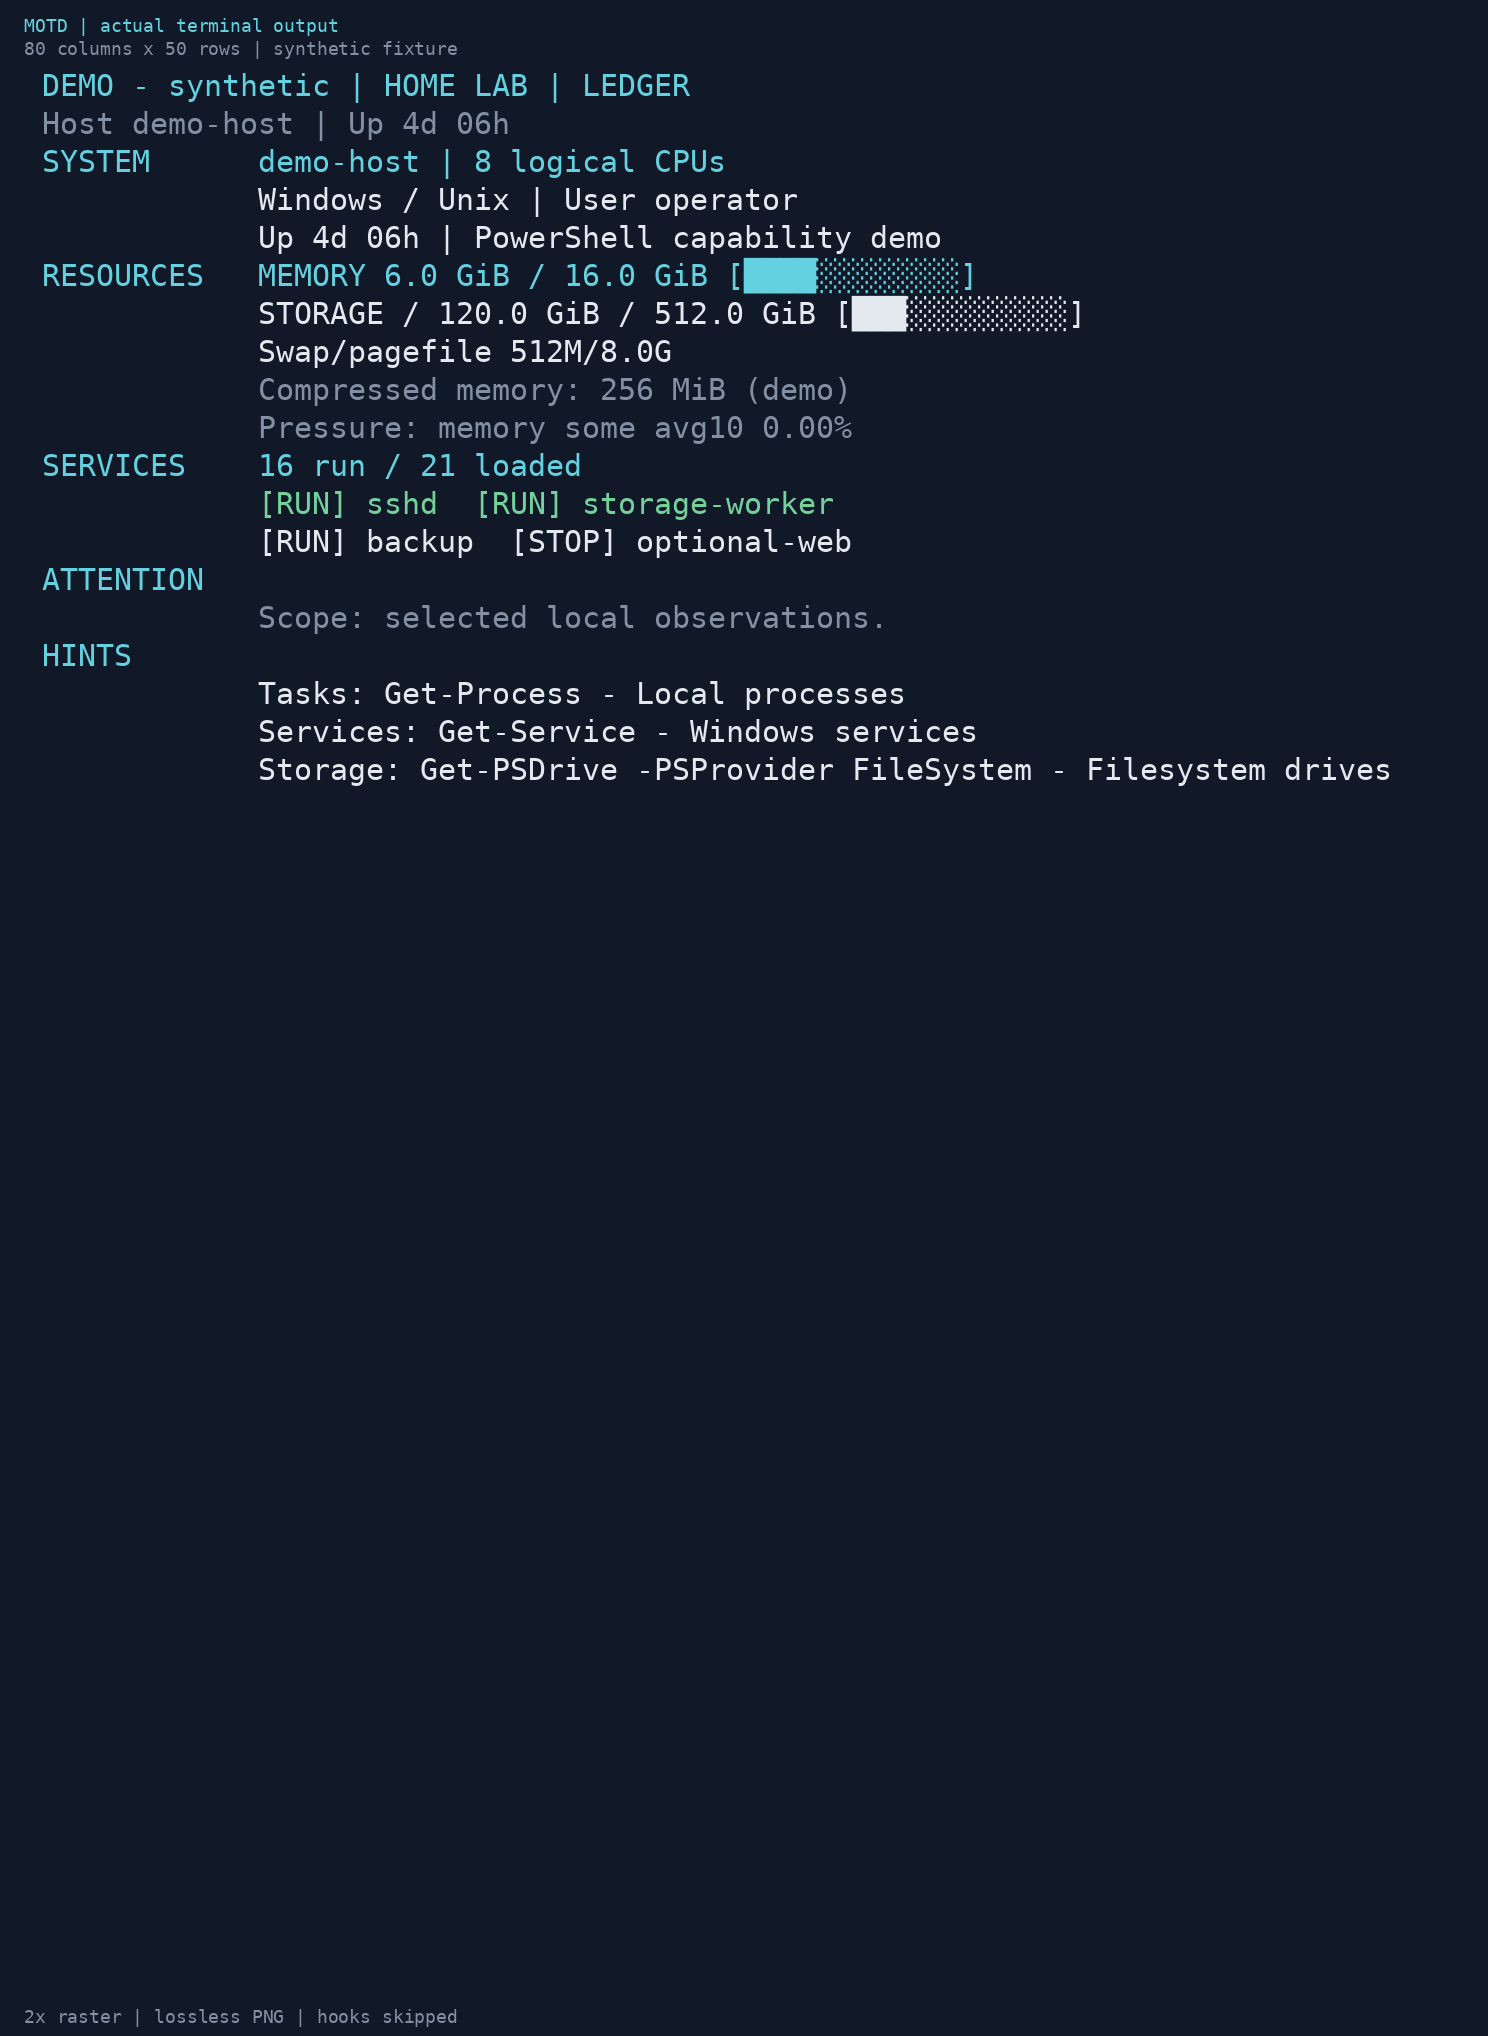 MOTD | actual terminal output
80 columns x 50 rows | synthetic fixture
DEMO - synthetic | HOME LAB | LEDGER
Host demo-host | Up 4d 06h
SYSTEM      demo-host | 8 logical CPUs
            Windows / Unix | User operator
            Up 4d 06h | PowerShell capability demo
RESOURCES   MEMORY 6.0 GiB / 16.0 GiB [████░░░░░░░░]
            STORAGE / 120.0 GiB / 512.0 GiB [███░░░░░░░░░]
            Swap/pagefile 512M/8.0G
            Compressed memory: 256 MiB (demo)
            Pressure: memory some avg10 0.00%
SERVICES    16 run / 21 loaded
            [RUN] sshd  [RUN] storage-worker
            [RUN] backup  [STOP] optional-web
ATTENTION
            Scope: selected local observations.
HINTS
            Tasks: Get-Process - Local processes
            Services: Get-Service - Windows services
            Storage: Get-PSDrive -PSProvider FileSystem - Filesystem drives
2x raster | lossless PNG | hooks skipped